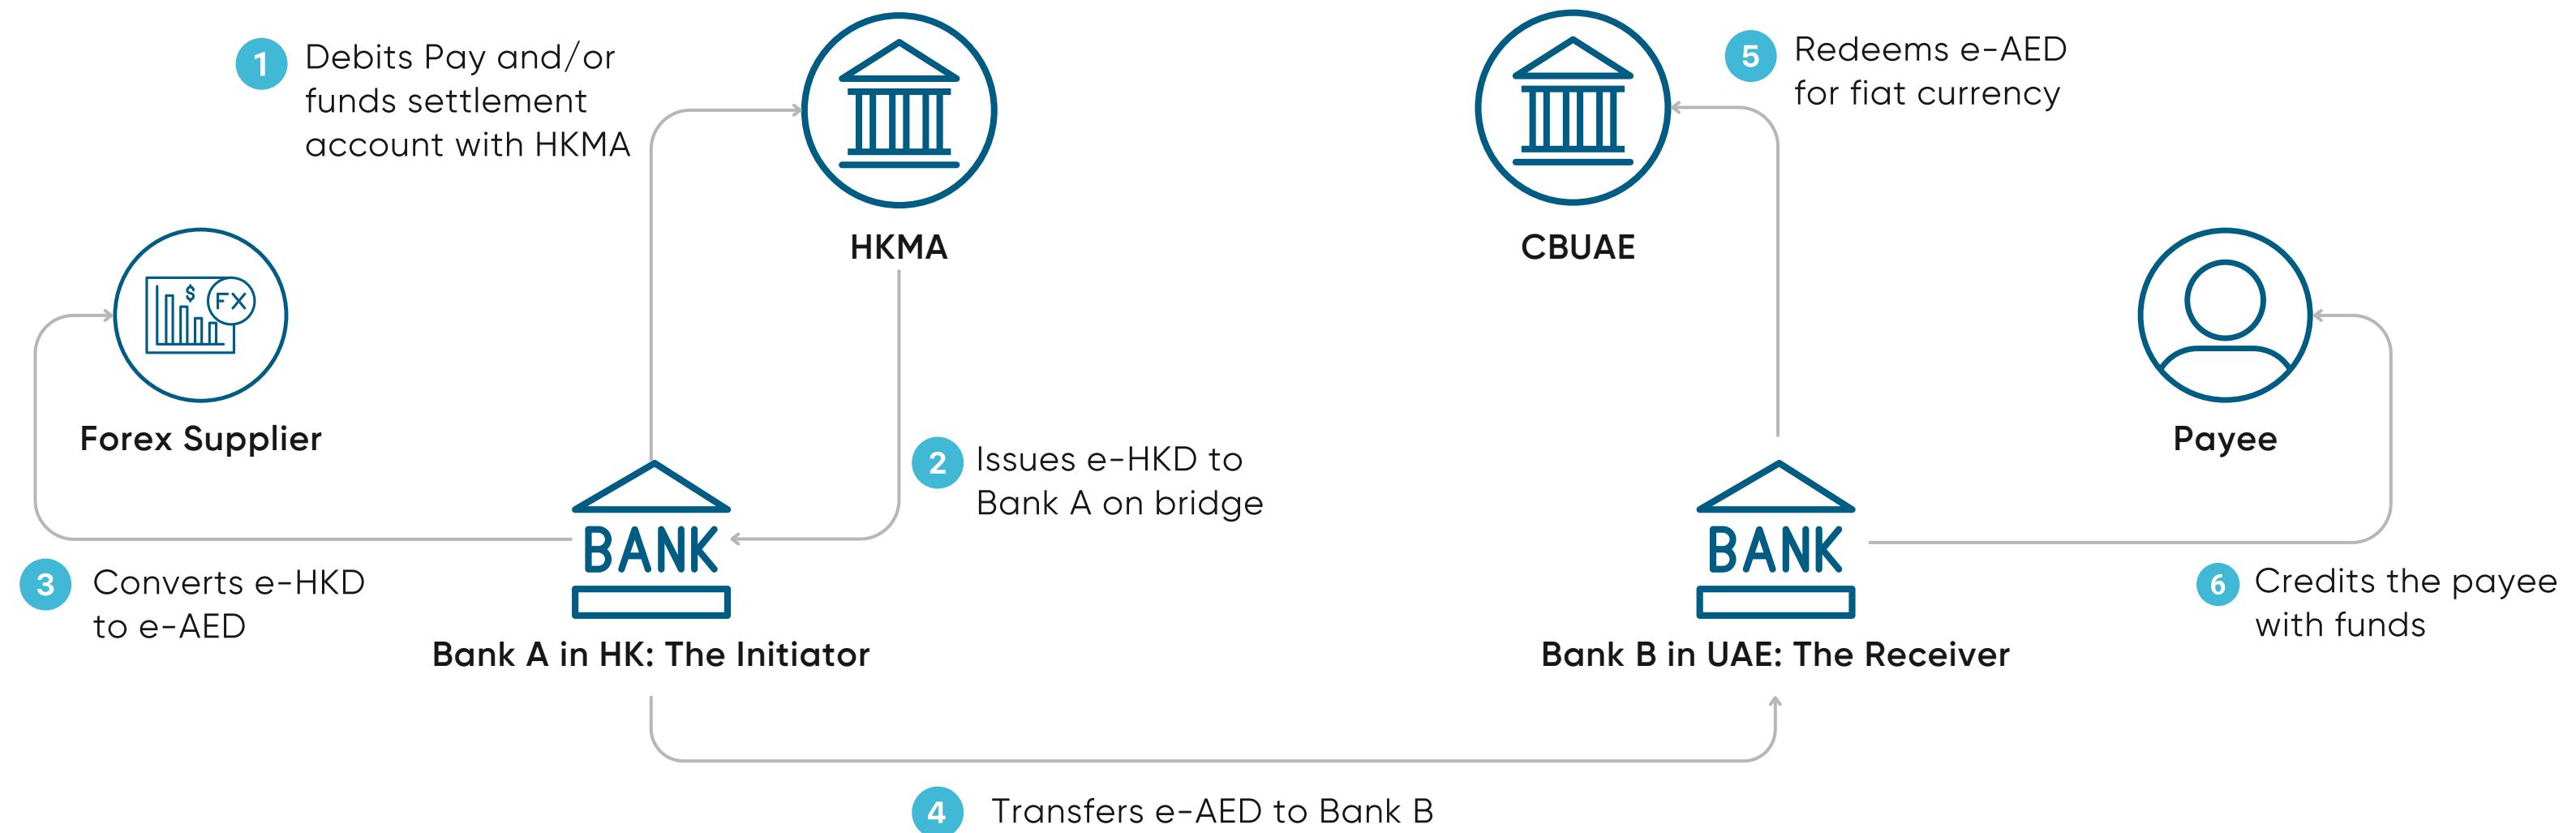 1
Debits Pay and/or
funds settlement
account with HKMA
HKMA
CBUAE
5
Redeems e-AED
for fiat currency
$
FX
Forex Supplier
Payee
2
Issues e-HKD to
Bank A on bridge
3
Converts e-HKD
to e-AED
BANK
Bank A in HK: The Initiator
BANK
Bank B in UAE: The Receiver
6
Credits the payee
with funds
4
Transfers e-AED to Bank B